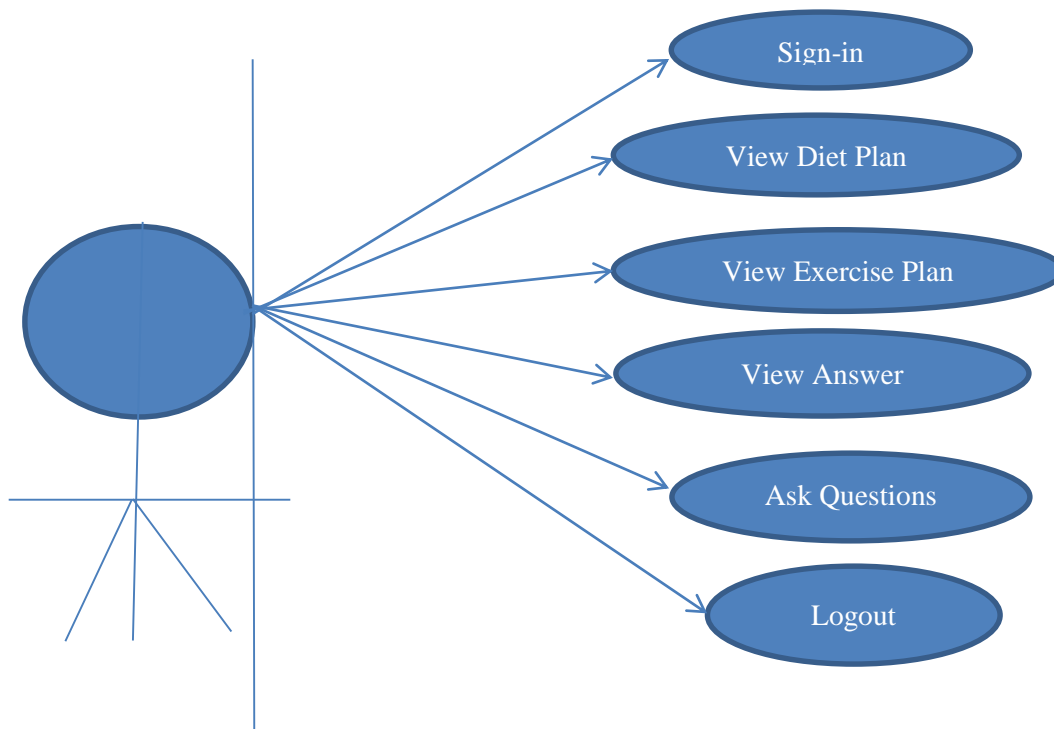 Sign-in
View Diet Plan
View Exercise Plan
View Answer
Ask Questions
Logout